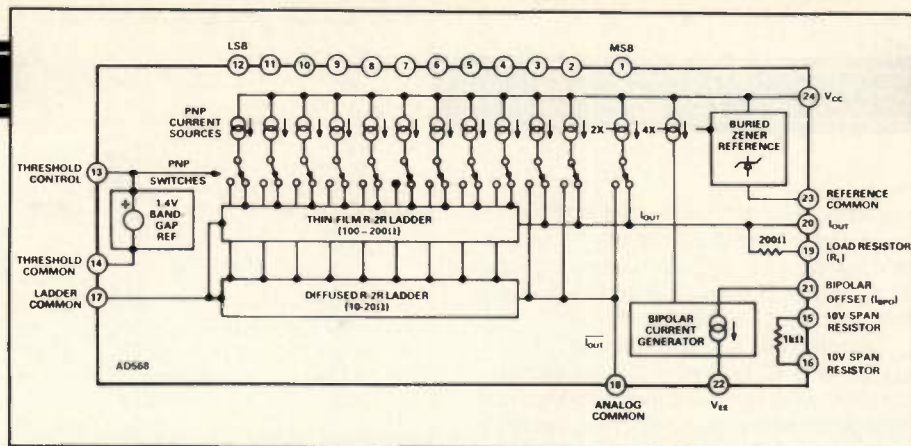 LSB
MSB
12 11 10 9 8 7 6 5 4 3 2 1
24 VCC
PNP
CURRENT
SOURCES
2X 4X
BURIED
ZENER
REFERENCE
THRESHOLD
CONTROL
13
PNP
SWITCHES
+
1.4V
BAND-
GAP
REF
THRESHOLD
COMMON
14
LADDER
COMMON
17
THIN-FILM R-2R LADDER
(100 – 200Ω)
DIFFUSED R-2R LADDER
(10-20Ω)
IOUT
IOUT
23 REFERENCE
COMMON
20 IOUT
200Ω
19 LOAD RESISTOR
(RL)
21 BIPOLAR
OFFSET (IBPO)
15 10V SPAN
RESISTOR
1kΩ
16 10V SPAN
RESISTOR
BIPOLAR
CURRENT
GENERATOR
AD568
18
ANALOG
COMMON
22
VEE